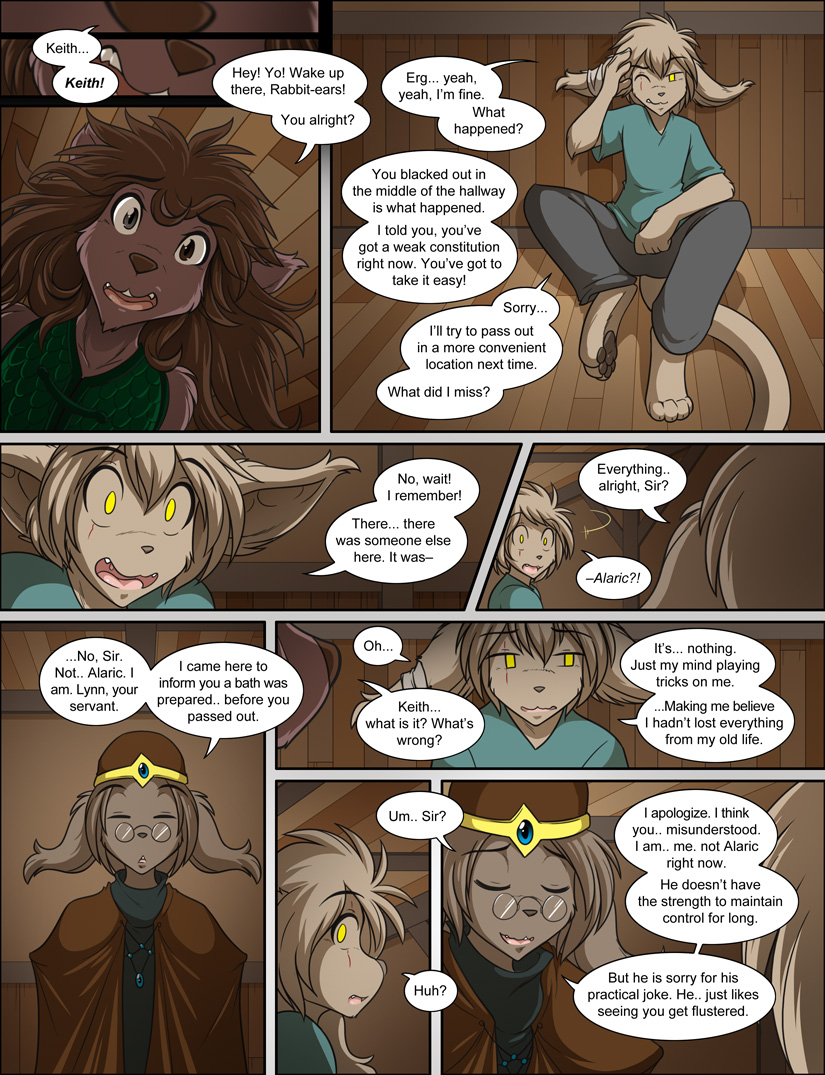 Keith...
Keith!
Hey! Yo! Wake up
there, Rabbit-ears!
You alright?
Erg... yeah,
yeah, I'm fine.
What
happened?
You blacked out in
the middle of the hallway
is what happened.
I told you, you've
got a weak constitution
right now. You've got to
take it easy!
Sorry...
I'll try to pass out
in a more convenient
location next time.
What did I miss?
No, wait!
I remember!
There... there
was someone else
here. It was–
Everything..
alright, Sir?
–Alaric?!
...No, Sir.
Not.. Alaric. I
am. Lynn, your
servant.
I came here to
inform you a bath was
prepared.. before you
passed out.
Oh...
Keith...
what is it? What's
wrong?
It's... nothing.
Just my mind playing
tricks on me.
...Making me believe
I hadn't lost everything
from my old life.
Um.. Sir?
Huh?
I apologize. I think
you.. misunderstood.
I am.. me. not Alaric
right now.
He doesn't have
the strength to maintain
control for long.
But he is sorry for his
practical joke. He.. just likes
seeing you get flustered.